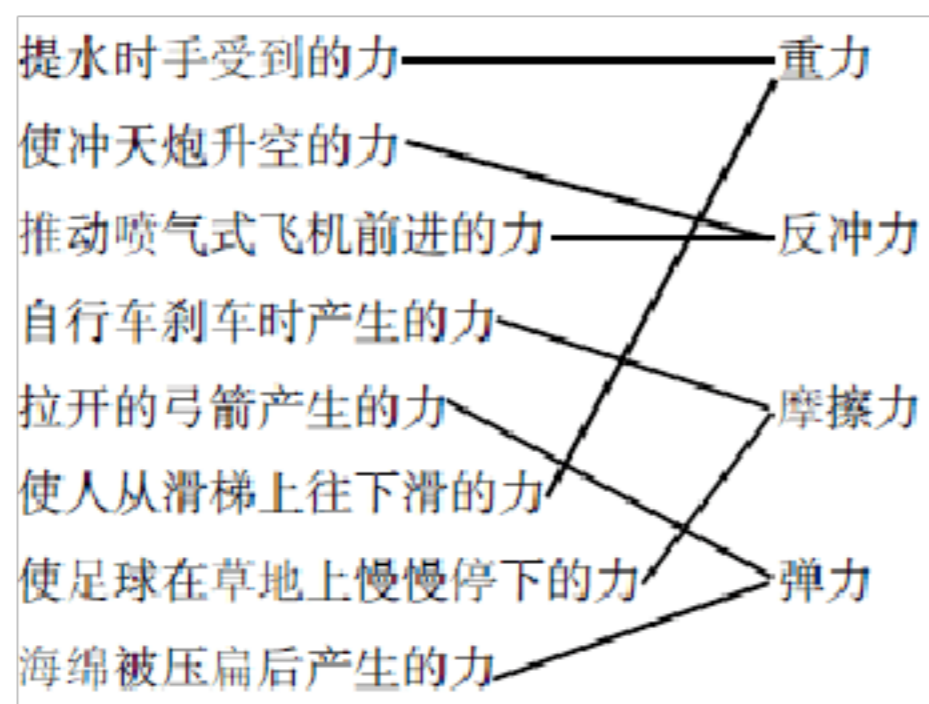 提水时手受到的力 重力
使冲天炮升空的力
推动喷气式飞机前进的力 反冲力
自行车刹车时产生的力
拉开的弓箭产生的力 摩擦力
使人从滑梯上往下滑的力
使足球在草地上慢慢停下的力 弹力
海绵被压扁后产生的力